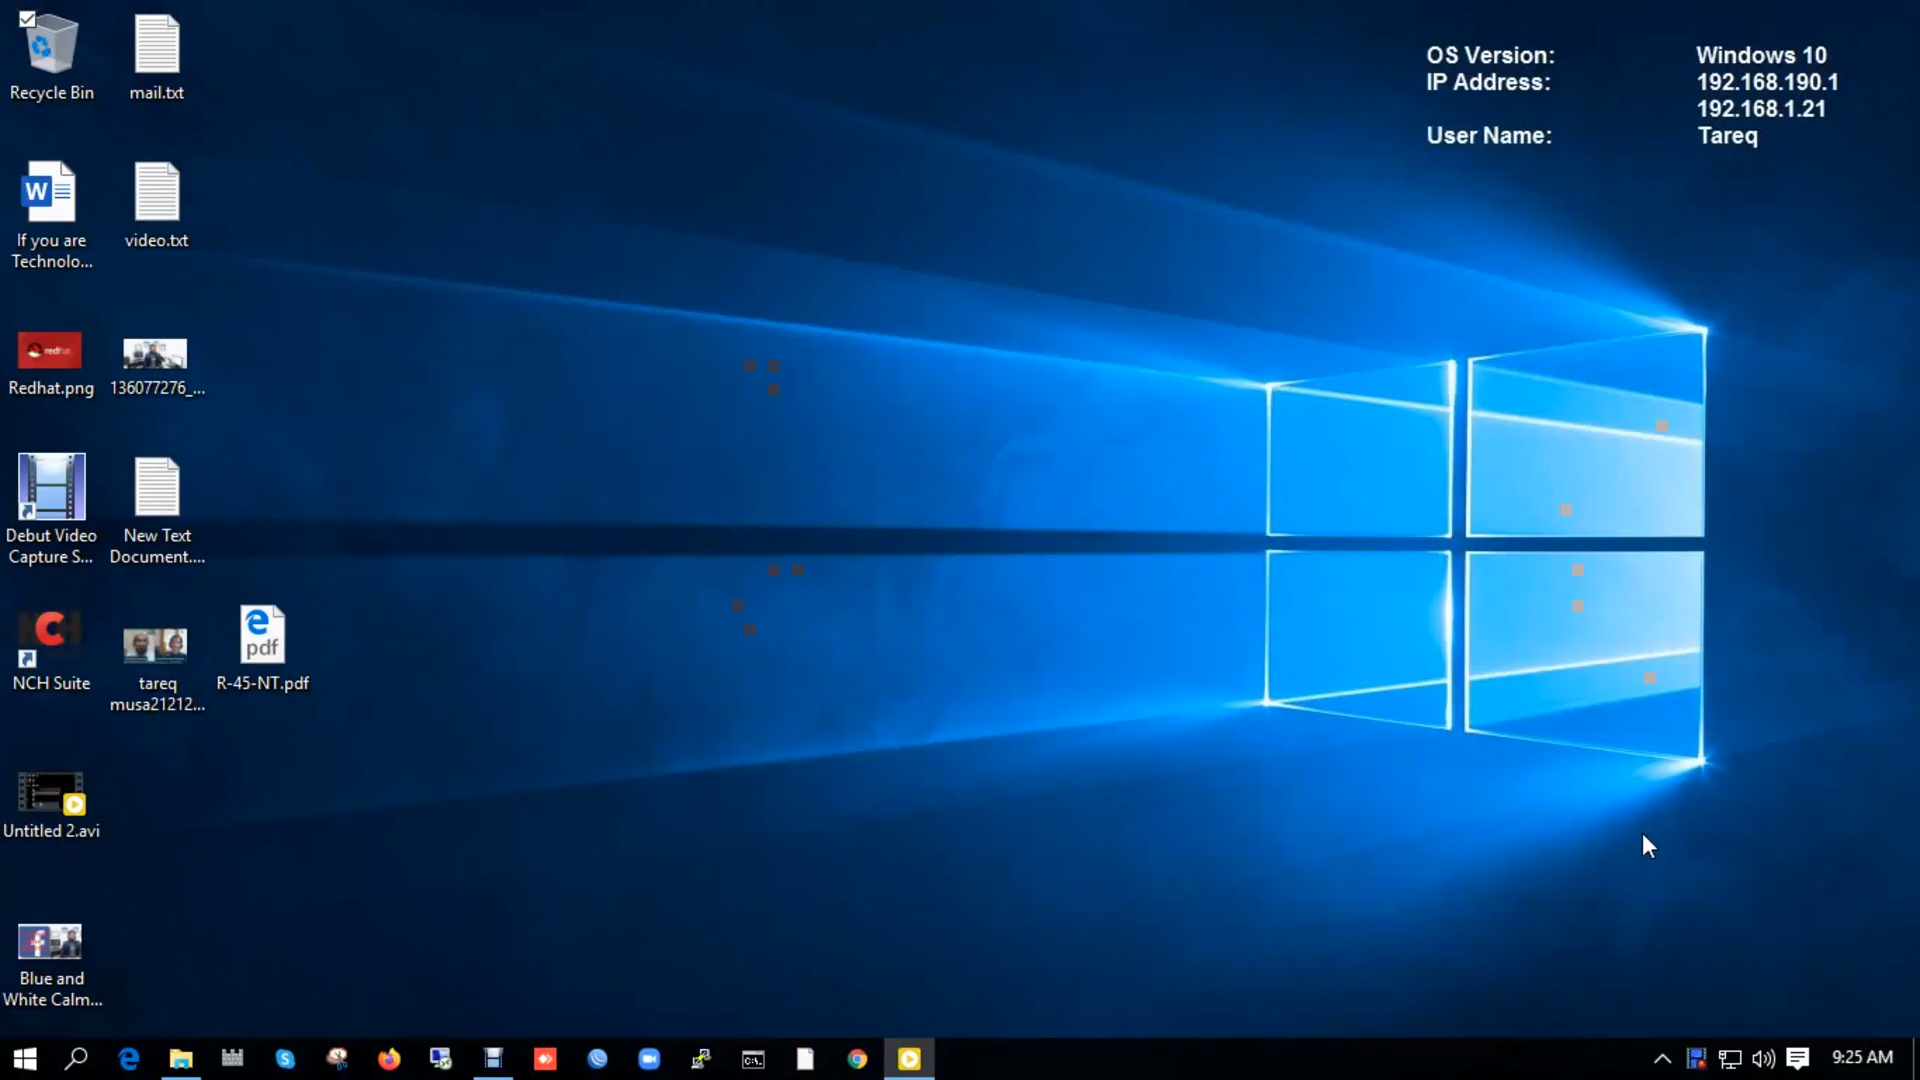 OS Version: Windows 10
IP Address: 192.168.190.1
192.168.1.21
User Name: Tareq
Recycle Bin
mail.txt
If you are
Technolo...
video.txt
redhat
Redhat.png
136077276_...
Debut Video
Capture S...
New Text
Document....
NCH
NCH Suite
tareq
musa21212...
pdf
R-45-NT.pdf
Untitled 2.avi
Blue and
White Calm...
9:25 AM